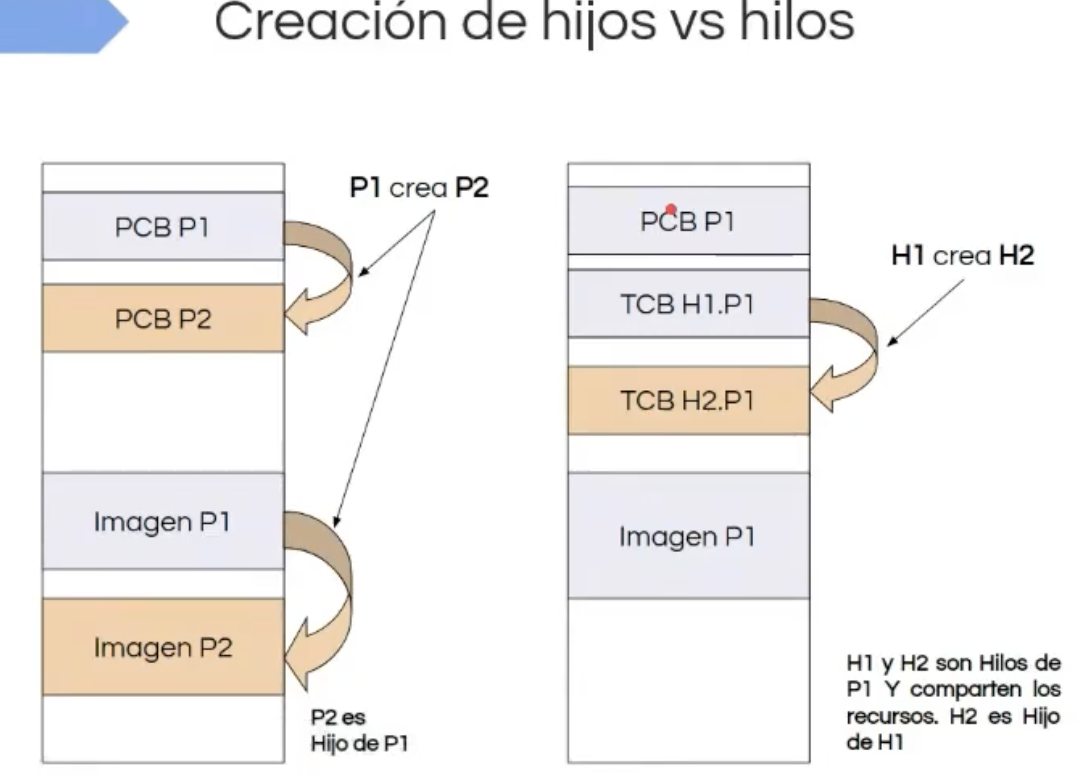 Creación de hijos vs hilos
P1 crea P2
PCB P1
PCB P2
Imagen P1
Imagen P2
P2 es
Hijo de P1
PCB P1
H1 crea H2
TCB H1.P1
TCB H2.P1
Imagen P1
H1 y H2 son Hilos de
P1 Y comparten los
recursos. H2 es Hijo
de H1